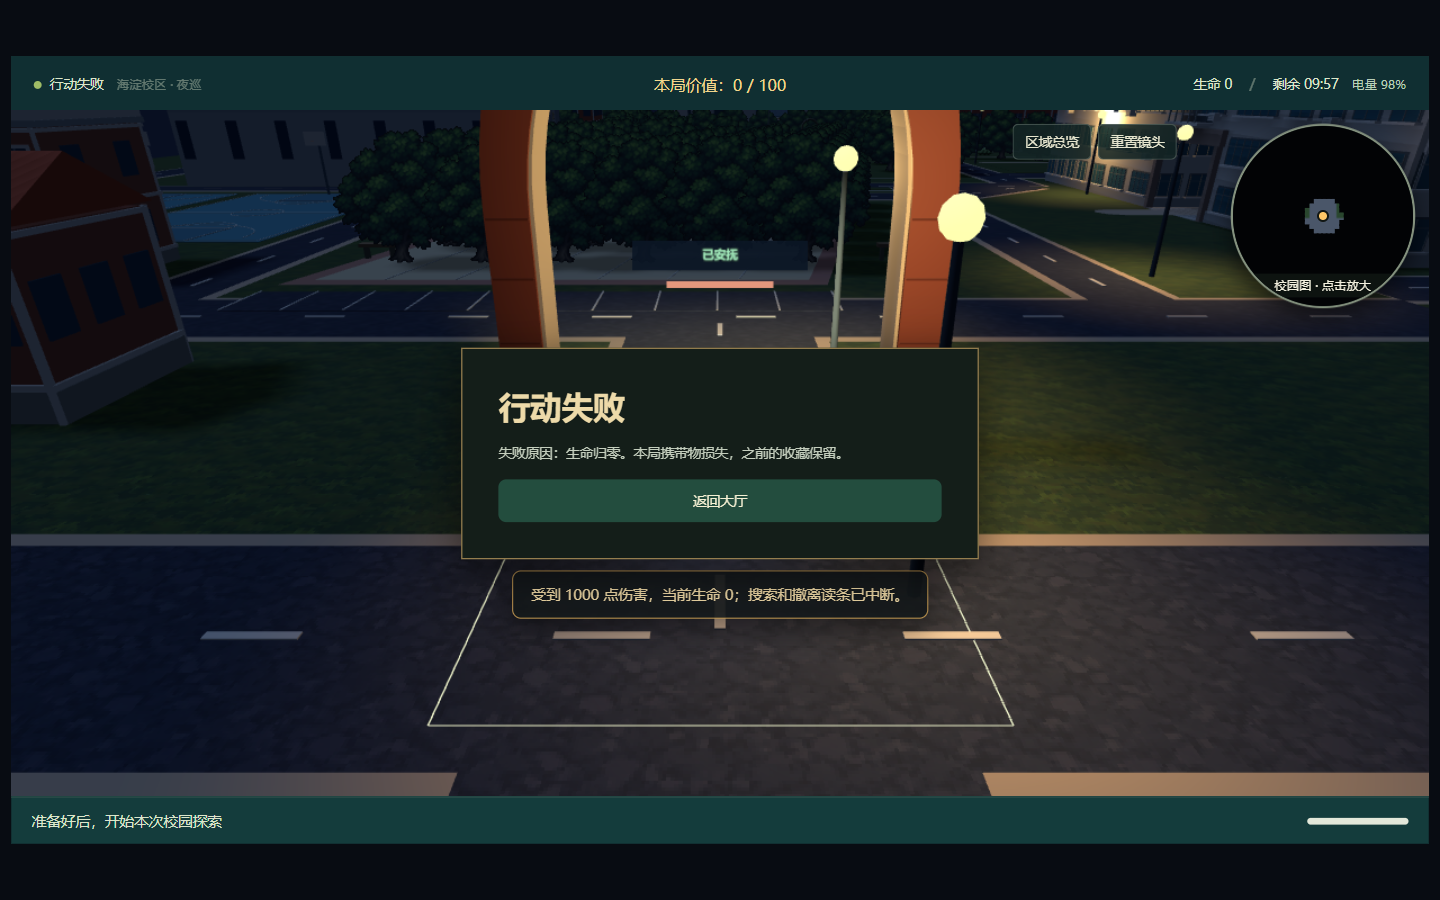 行动失败 海淀校区 · 夜巡
本局价值：0 / 100
生命 0 / 剩余 09:57 电量 98%
区域总览 重置镜头
校园图 · 点击放大
已安抚
行动失败
失败原因：生命归零。本局携带物损失，之前的收藏保留。
返回大厅
受到 1000 点伤害，当前生命 0；搜索和撤离读条已中断。
准备好后，开始本次校园探索